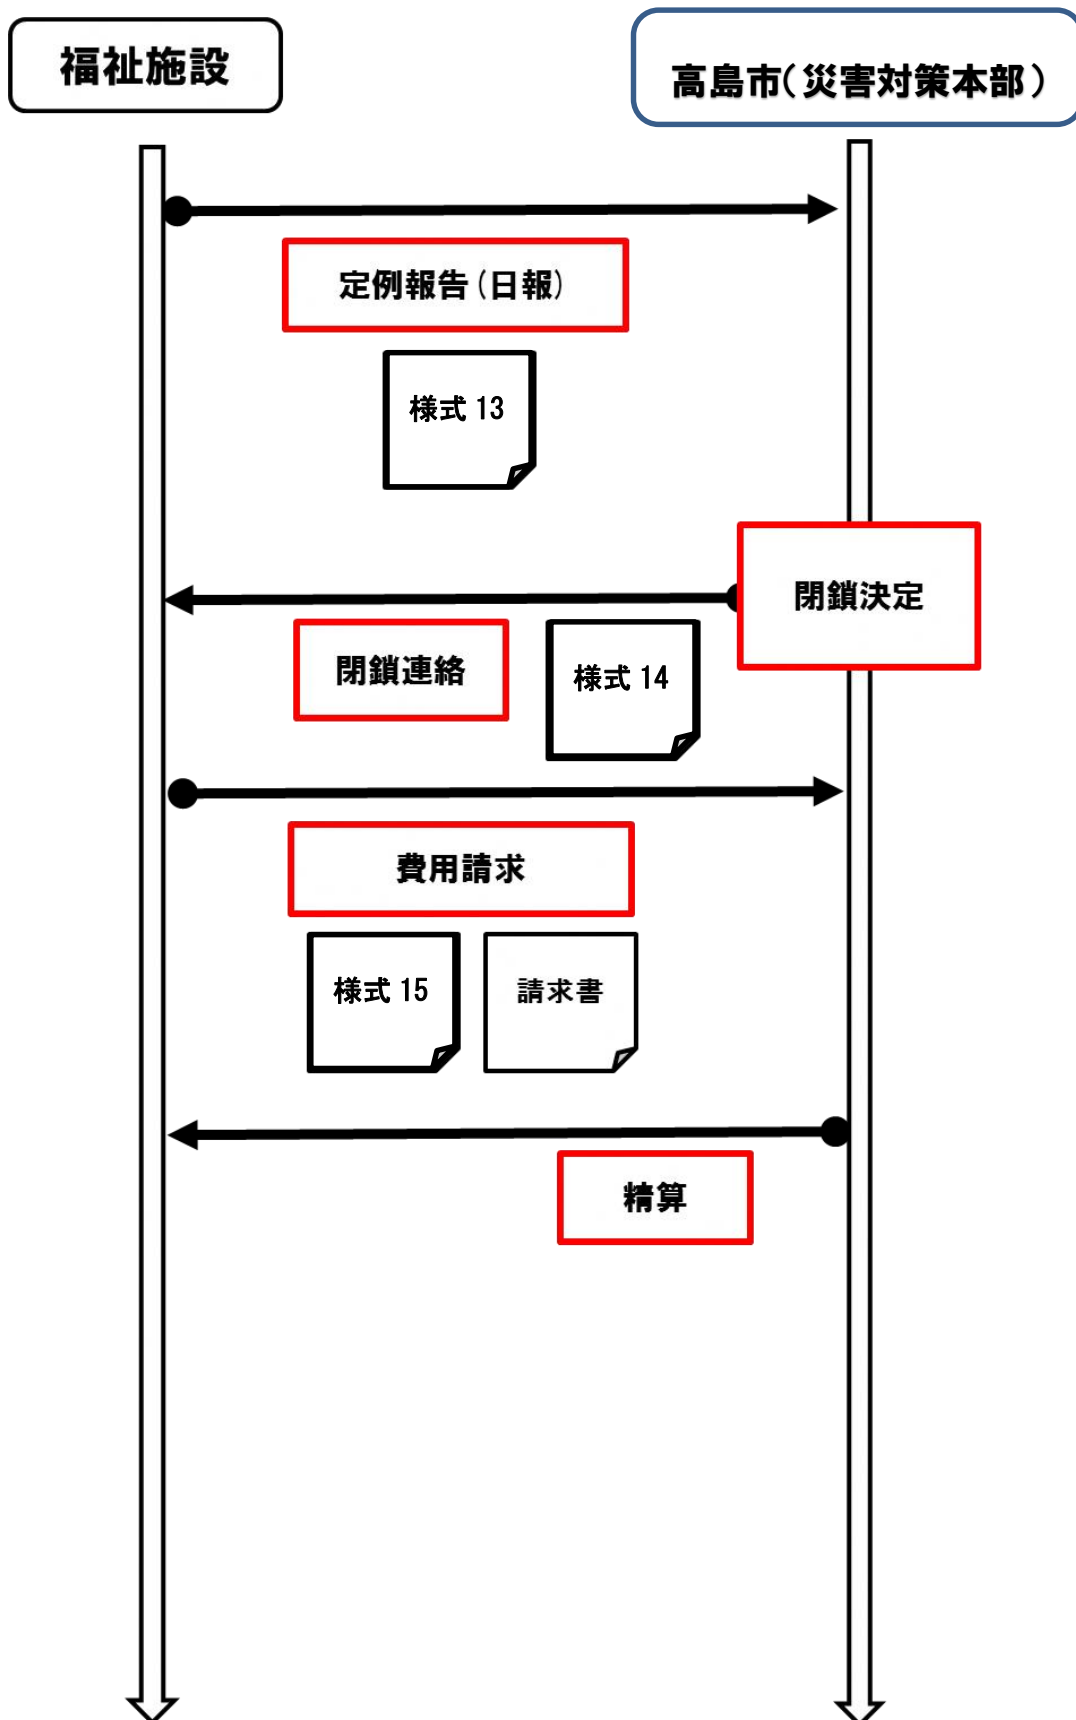 福祉施設
高島市(災害対策本部)
定例報告(日報)
様式 13
閉鎖決定
閉鎖連絡
様式 14
費用請求
様式 15
請求書
精算